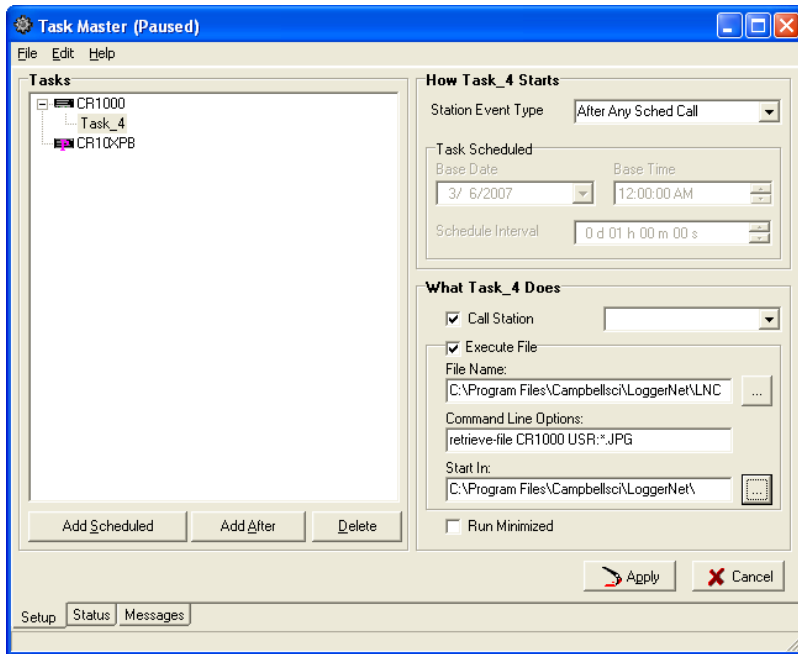 Task Master (Paused)
File Edit Help
Tasks
CR1000
Task_4
CR10XPB
Add Scheduled
Add After
Delete
How Task_4 Starts
Station Event Type
After Any Sched Call
Task Scheduled
Base Date
Base Time
3/ 6/2007
12:00:00 AM
Schedule Interval
0 d 01 h 00 m 00 s
What Task_4 Does
Call Station
Execute File
File Name:
C:\Program Files\Campbellsci\LoggerNet\LNC
...
Command Line Options:
retrieve-file CR1000 USR:*.JPG
Start In:
C:\Program Files\Campbellsci\LoggerNet\
...
Run Minimized
Apply
Cancel
Setup
Status
Messages